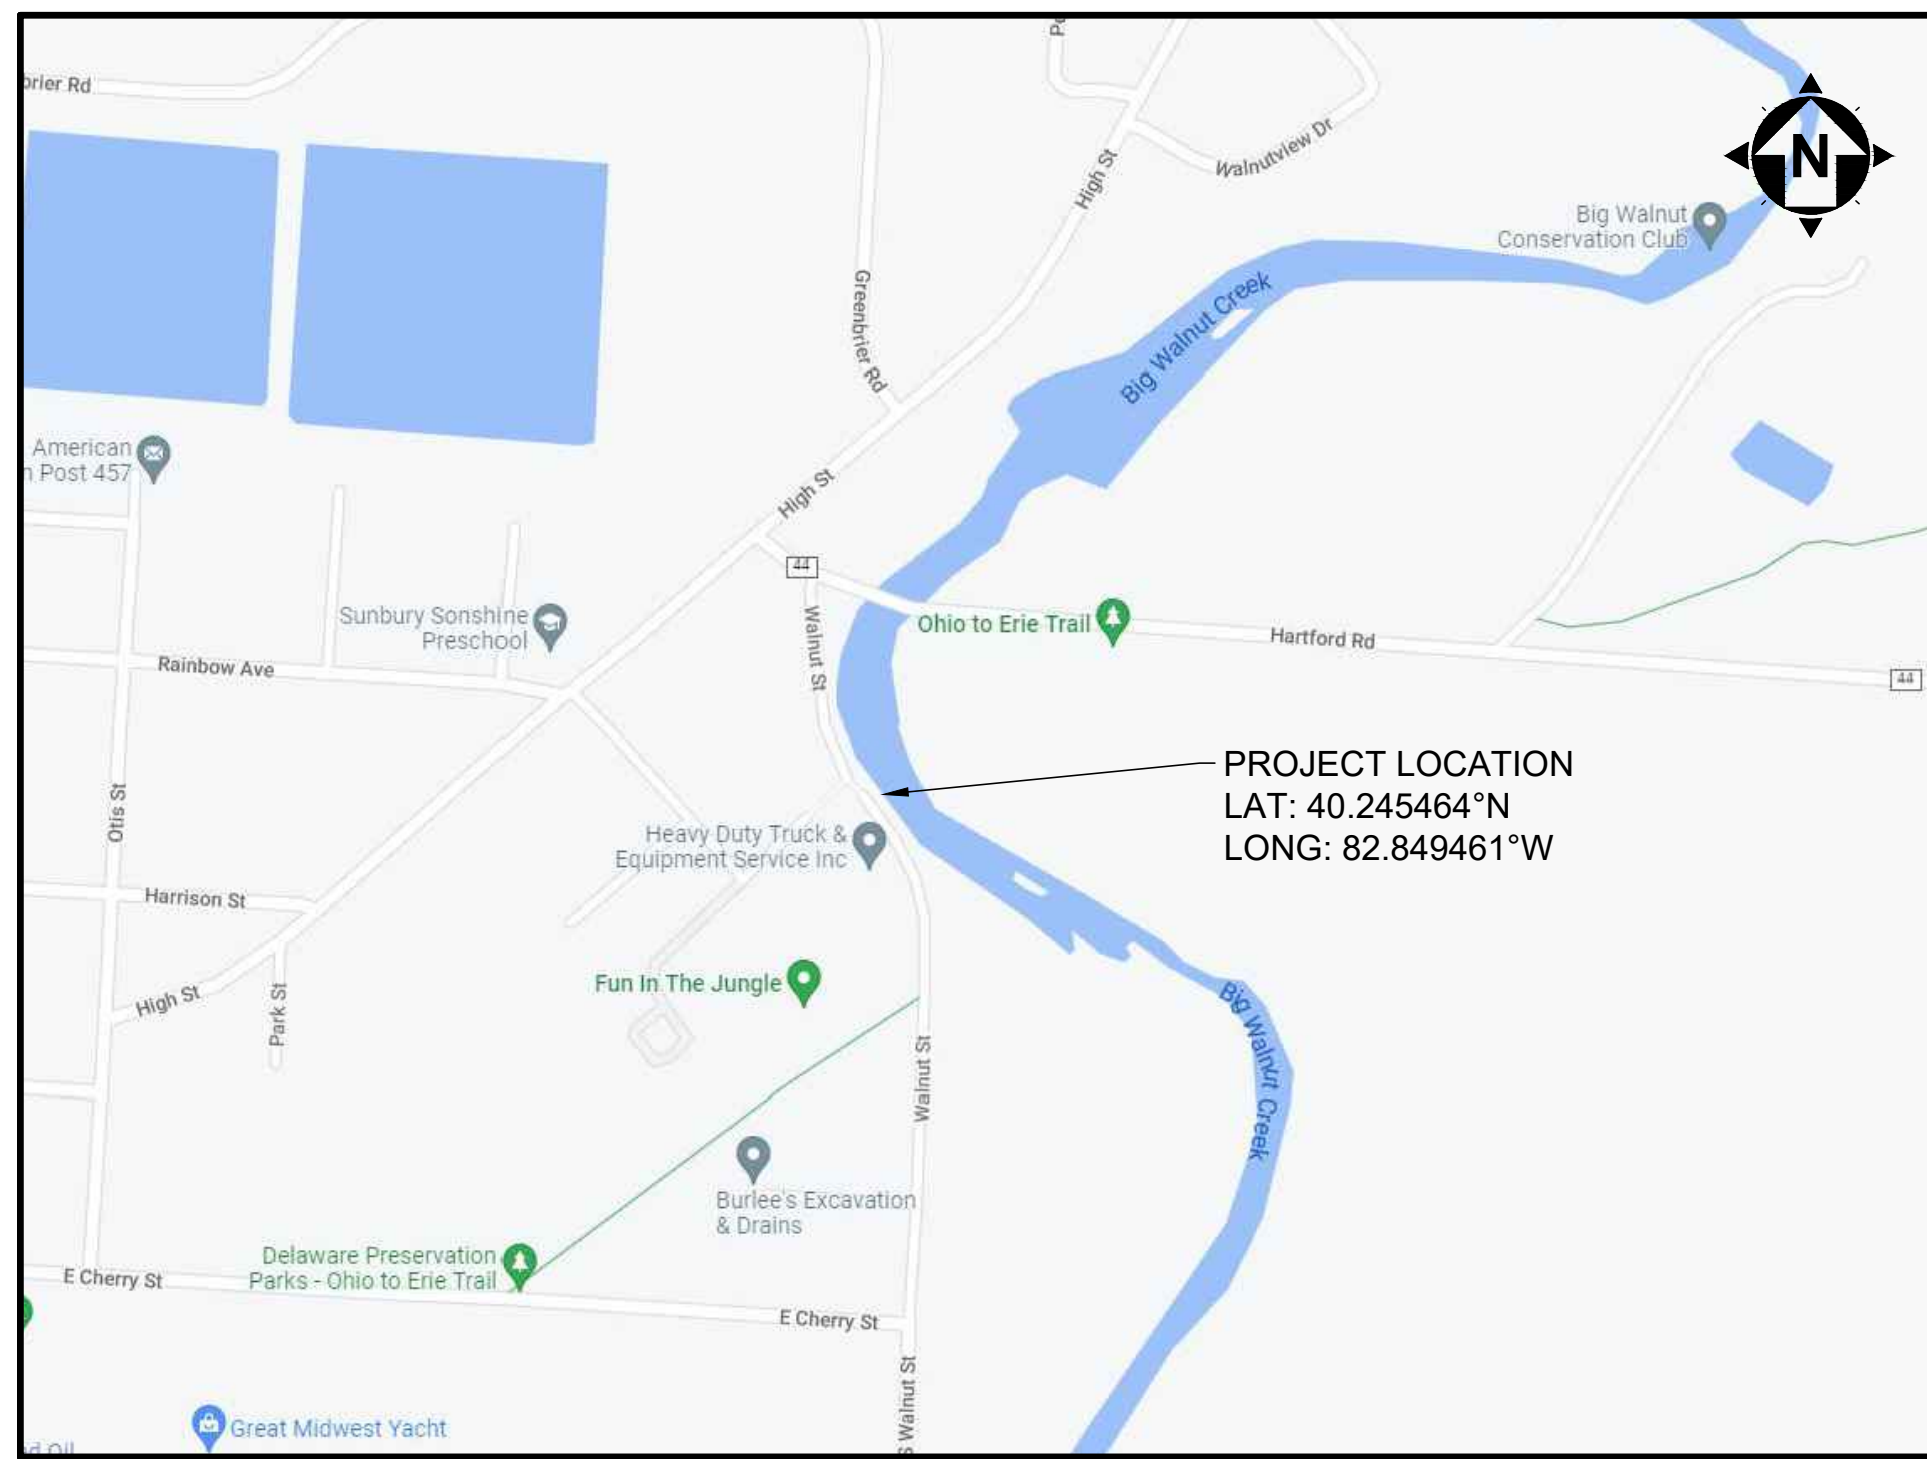 brier Rd
Walnutview Dr
High St
N
Big Walnut
Conservation Club
Greenbrier Rd
Big Walnut Creek
American
n Post 457
High St
44
Sunbury Sonshine
Preschool
Walnut St
Ohio to Erie Trail
Hartford Rd
Rainbow Ave
44
PROJECT LOCATION
LAT: 40.245464°N
LONG: 82.849461°W
Otis St
Heavy Duty Truck &
Equipment Service Inc
Harrison St
Fun In The Jungle
High St
Park St
Big Walnut Creek
Walnut St
Burlee's Excavation
& Drains
Delaware Preservation
Parks - Ohio to Erie Trail
E Cherry St
E Cherry St
S Walnut St
Great Midwest Yacht